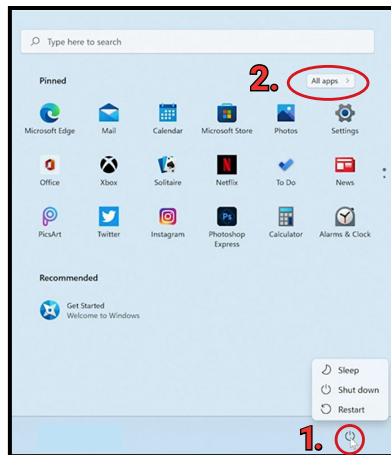 Type here to search
2.
Pinned
All apps >
Microsoft Edge Mail Calendar Microsoft Store Photos Settings
Office Xbox Solitaire Netflix To Do News
PicsArt Twitter Instagram Photoshop Express Calculator Alarms & Clock
Recommended
Get Started
Welcome to Windows
Sleep
Shut down
Restart
1.